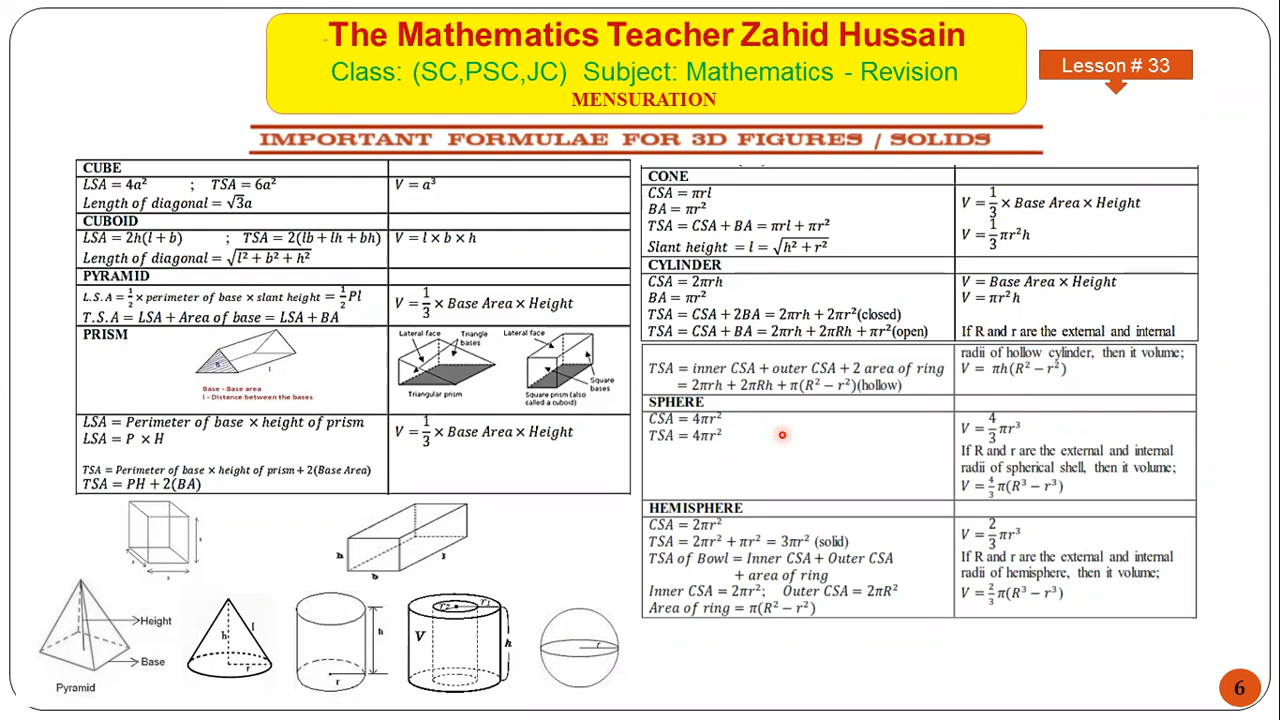 The Mathematics Teacher Zahid Hussain
Class: (SC,PSC,JC) Subject: Mathematics - Revision
MENSURATION
Lesson # 33
IMPORTANT FORMULAE FOR 3D FIGURES / SOLIDS
CUBE
LSA = 4a² ; TSA = 6a²
Length of diagonal = √3a
V = a³
CUBOID
LSA = 2h(l + b) ; TSA = 2(lb + lh + bh)
Length of diagonal = √(l² + b² + h²)
V = l × b × h
PYRAMID
L.S.A = 1/2 × perimeter of base × slant height = 1/2 Pl
T.S.A = LSA + Area of base = LSA + BA
V = 1/3 × Base Area × Height
PRISM
B
l
Base - Base area
l - Distance between the bases
Lateral face
Triangle bases
Triangular prism
Lateral face
Square bases
Square prism (also called a cuboid)
LSA = Perimeter of base × height of prism
LSA = P × H
TSA = Perimeter of base × height of prism + 2(Base Area)
TSA = PH + 2(BA)
V = 1/3 × Base Area × Height
h
b
l
Height
Base
Pyramid
h
l
r
h
r
r₂
r₁
V
h
r
CONE
CSA = πrl
BA = πr²
TSA = CSA + BA = πrl + πr²
Slant height = l = √(h² + r²)
V = 1/3 × Base Area × Height
V = 1/3 πr²h
CYLINDER
CSA = 2πrh
BA = πr²
TSA = CSA + 2BA = 2πrh + 2πr²(closed)
TSA = CSA + BA = 2πrh + 2πRh + πr²(open)
V = Base Area × Height
V = πr²h
If R and r are the external and internal
radii of hollow cylinder, then it volume;
V = πh(R² − r²)
TSA = inner CSA + outer CSA + 2 area of ring
= 2πrh + 2πRh + π(R² − r²)(hollow)
SPHERE
CSA = 4πr²
TSA = 4πr²
V = 4/3 πr³
If R and r are the external and internal
radii of spherical shell, then it volume;
V = 4/3 π(R³ − r³)
HEMISPHERE
CSA = 2πr²
TSA = 2πr² + πr² = 3πr² (solid)
TSA of Bowl = Inner CSA + Outer CSA
+ area of ring
Inner CSA = 2πr²; Outer CSA = 2πR²
Area of ring = π(R² − r²)
V = 2/3 πr³
If R and r are the external and internal
radii of hemisphere, then it volume;
V = 2/3 π(R³ − r³)
6